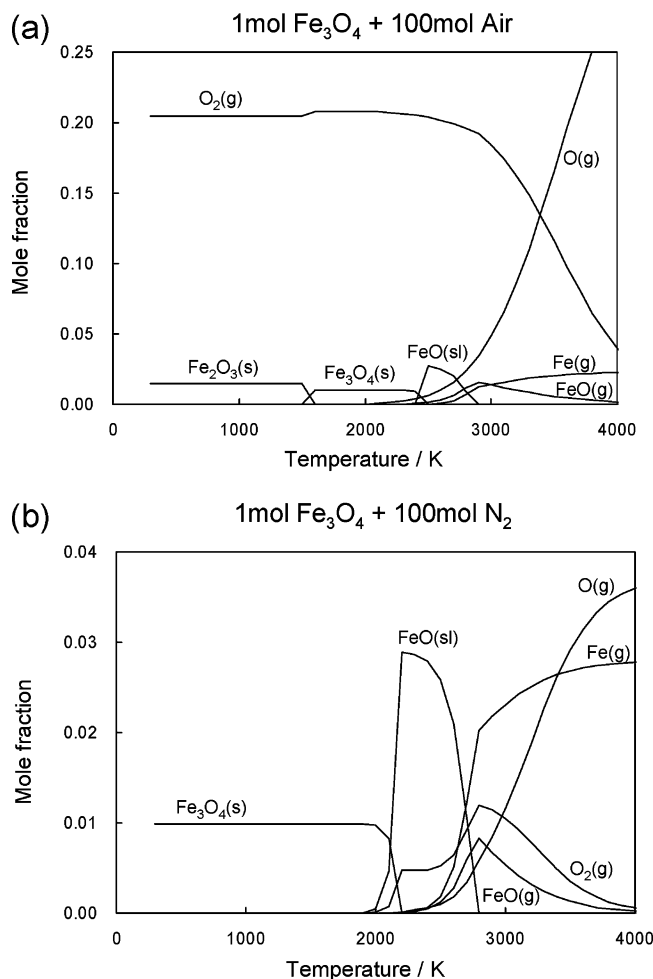 (a) 1mol Fe₃O₄ + 100mol Air
0.25
O₂(g)
0.20
O(g)
0.15
Mole fraction
0.10
0.05
FeO(sl)
Fe₂O₃(s)
Fe₃O₄(s)
Fe(g)
FeO(g)
0.00
0 1000 2000 3000 4000
Temperature / K
(b) 1mol Fe₃O₄ + 100mol N₂
0.04
O(g)
FeO(sl)
Fe(g)
0.03
Mole fraction
0.02
Fe₃O₄(s)
0.01
O₂(g)
FeO(g)
0.00
0 1000 2000 3000 4000
Temperature / K